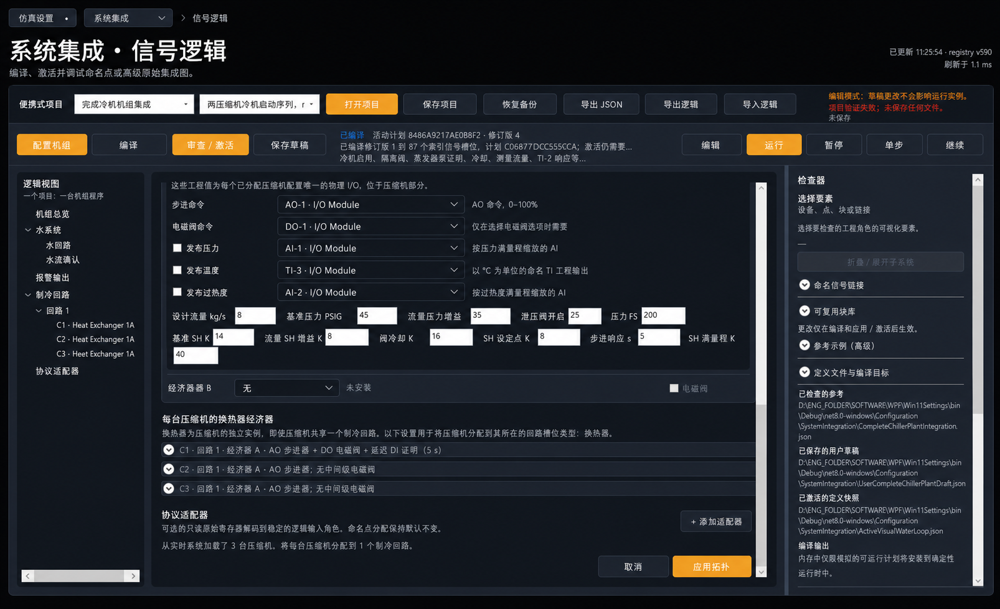 仿真设置 •
系统集成
信号逻辑
系统集成・信号逻辑
编译、激活并调试命名点或高级原始集成图。
已更新 11:25:54 · registry v590
刷新于 1.1 ms
便携式项目
完成冷机机组集成
两压缩机冷机启动序列，r
打开项目
保存项目
恢复备份
导出 JSON
导出逻辑
导入逻辑
编辑模式：草稿更改不会影响运行实例。
项目验证失败；未保存任何文件。
未保存
配置机组
编译
审查 / 激活
保存草稿
已编译 活动计划 8486A9217AE0B8F2 · 修订版 4
已编译修订版 1 到 87 个索引信号槽位，计划 C06877DCC555CCA；激活仍需要...
冷机启用、隔离阀、蒸发器泵证明、冷却、测量流量、TI-2 响应等...
编辑
运行
暂停
单步
继续
逻辑视图
一个项目：一台机组程序
机组总览
水系统
水回路
水流确认
报警输出
制冷回路
回路 1
C1 · Heat Exchanger 1A
C2 · Heat Exchanger 1A
C3 · Heet Exchanger 1A
协议适配器
这些工程值为每个已分配压缩机配置唯一的物理 I/O，位于压缩机部分。
步进命令 AO-1 · I/O Module AO 命令，0–100%
电磁阀命令 DO-1 · I/O Module 仅在选择电磁阀选项时需要
发布压力 AI-1 · I/O Module 按压力满量程缩放的 AI
发布温度 TI-3 · I/O Module 以 °C 为单位的命名 TI 工程输出
发布过热度 AI-2 · I/O Module 按过热度满量程缩放的 AI
设计流量 kg/s 8 基准压力 PSIG 45 流量压力增益 35 泄压阀开启 25 压力 FS 200
基准 SH K 14 流量 SH 增益 K 8 阀冷却 K 16 SH 设定点 K 8 步进响应 s 5 SH 满量程 K
40
经济器器 B 无 未安装 电磁阀
每台压缩机的换热器经济器
换热器为压缩机的独立实例，即使压缩机共享一个制冷回路。以下设置用于将压缩机分配到其所在的回路槽位类型：换热器。
C1 · 回路 1 · 经济器 A · AO 步进器 + DO 电磁阀 + 延迟 DI 证明（5 s）
C2 · 回路 1 · 经济器 A · AO 步进器；无中间级电磁阀
C3 · 回路 1 · 经济器 A · AO 步进器；无中间级电磁阀
协议适配器
可选的只读原始寄存器解码到稳定的逻辑输入角色。命名点分配保持默认不变。
+ 添加适配器
从实时系统加载了 3 台压缩机。将每台压缩机分配到 1 个制冷回路。
取消
应用拓扑
检查器
选择要素
设备、点、块或链接
选择要检查的工程角色的可视化要素。
—
折叠 / 展开子系统
命名信号链接
可复用块库
更改仅在编译和应用 / 激活后生效。
参考示例（高级）
定义文件与编译目标
已检查的参考
D:\ENG_FOLDER\SOFTWARE\WPF\Win11Settings\bin
\Debug\net8.0-windows\Configuration
\SystemIntegration\CompleteChillerPlantIntegration.
json
已保存的用户草稿
D:\ENG_FOLDER\SOFTWARE\WPF\Win11Settings\bin
\Debug\net8.0-windows\Configuration
\SystemIntegration\UserCompleteChillerPlantDraft.json
已激活的定义快照
D:\ENG_FOLDER\SOFTWARE\WPF\Win11Settings\bin
\Debug\net8.0-windows\Configuration
\SystemIntegration\ActiveVisualWaterLoop.json
编译输出
内存中仅限模拟的可运行计划将安装到确定性
运行时中。